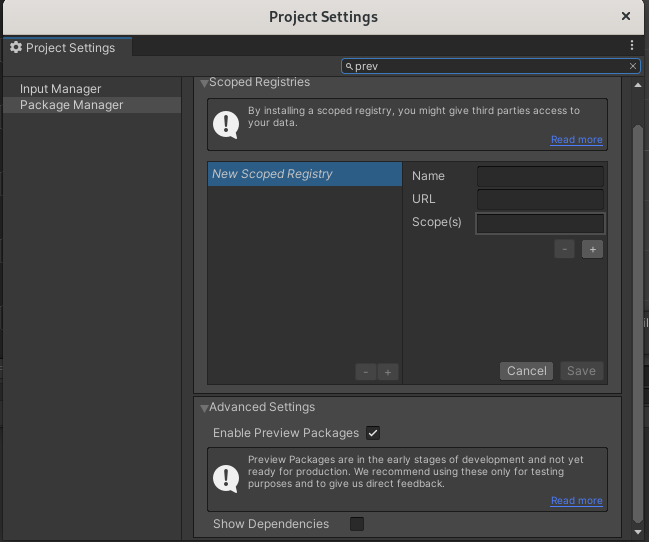 Project Settings
Project Settings
prev
Input Manager
Package Manager
Scoped Registries
By installing a scoped registry, you might give third parties access to
your data.
Read more
New Scoped Registry
Name
URL
Scope(s)
- +
- +
Cancel Save
Advanced Settings
Enable Preview Packages
Preview Packages are in the early stages of development and not yet
ready for production. We recommend using these only for testing
purposes and to give us direct feedback.
Read more
Show Dependencies